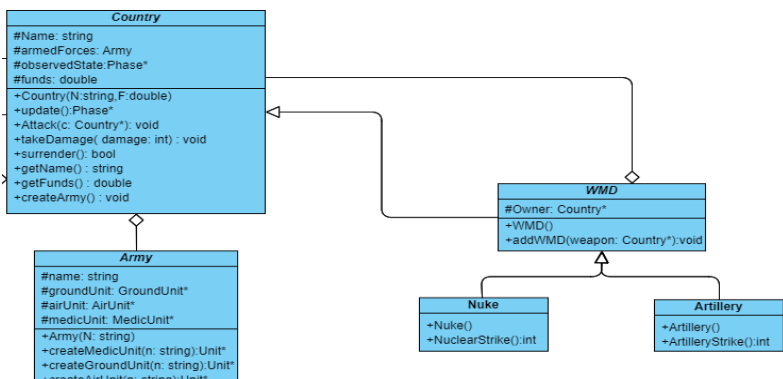 Country
#Name: string
#armedForces: Army
#observedState:Phase*
#funds: double
+Country(N:string,F:double)
+update():Phase*
+Attack(c: Country*): void
+takeDamage( damage: int) : void
+surrender(): bool
+getName() : string
+getFunds() : double
+createArmy() : void
WMD
#Owner: Country*
+WMD()
+addWMD(weapon: Country*):void
Army
#name: string
#groundUnit: GroundUnit*
#airUnit: AirUnit*
#medicUnit: MedicUnit*
+Army(N: string)
+createMedicUnit(n: string):Unit*
+createGroundUnit(n: string):Unit*
+createAirUnit(n: string):Unit*
Nuke
+Nuke()
+NuclearStrike():int
Artillery
+Artillery()
+ArtilleryStrike():int